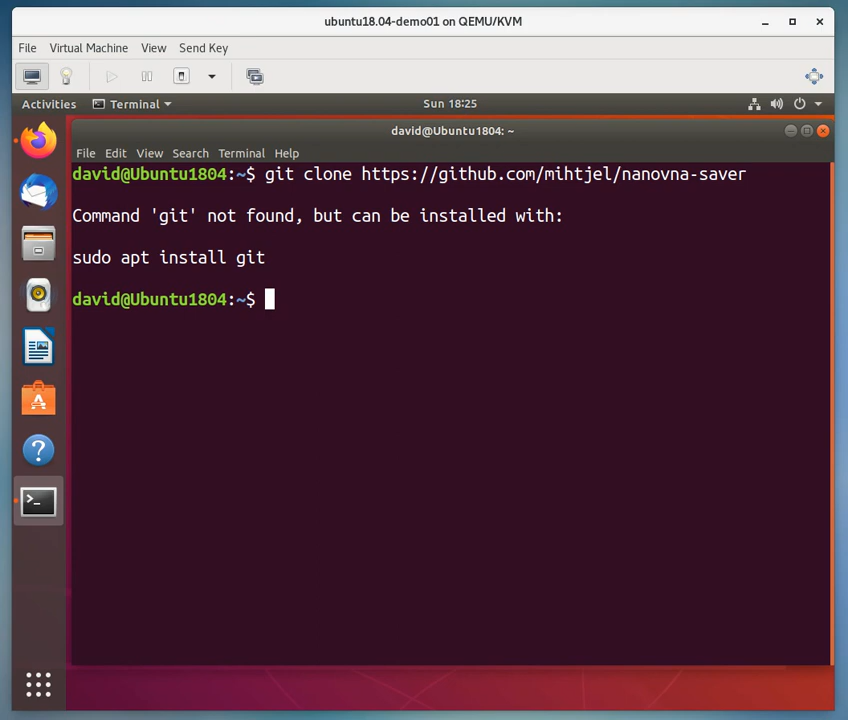 ubuntu18.04-demo01 on QEMU/KVM
File Virtual Machine View Send Key
Activities Terminal Sun 18:25
david@Ubuntu1804: ~
File Edit View Search Terminal Help
david@Ubuntu1804:~$ git clone https://github.com/mihtjel/nanovna-saver
Command 'git' not found, but can be installed with:
sudo apt install git
david@Ubuntu1804:~$